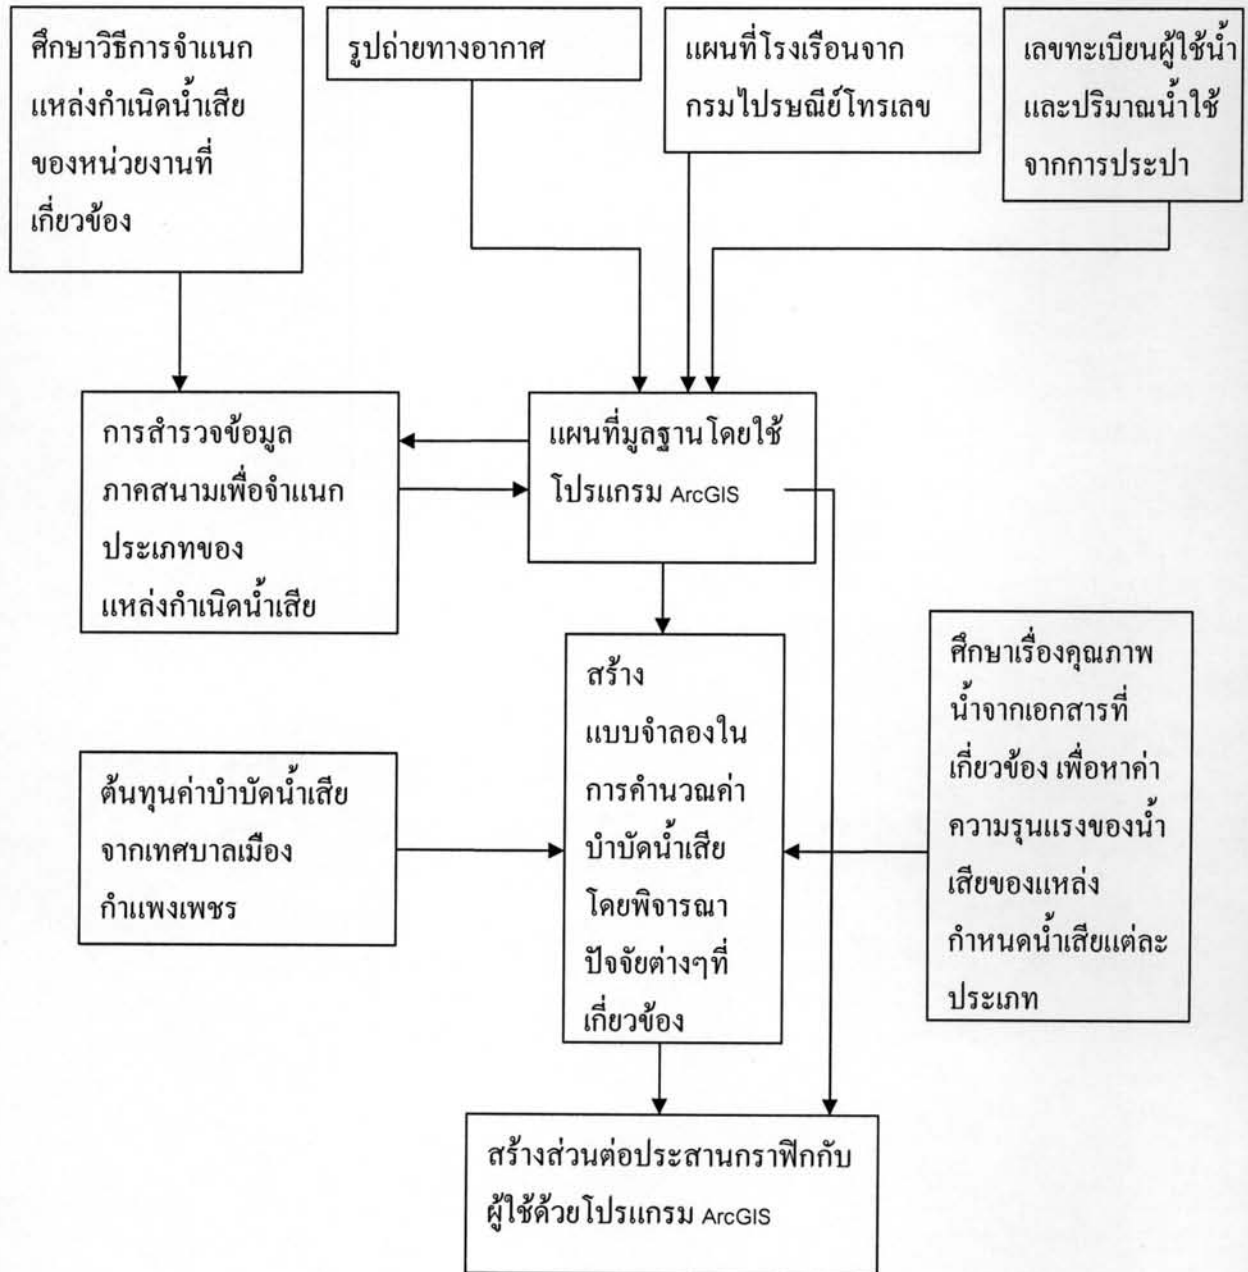 ศึกษาวิธีการจำแนก
แหล่งกำเนิดน้ำเสีย
ของหน่วยงานที่
เกี่ยวข้อง
รูปถ่ายทางอากาศ
แผนที่โรงเรือนจาก
กรมไปรษณีย์โทรเลข
เลขทะเบียนผู้ใช้น้ำ
และปริมาณน้ำใช้
จากการประปา
การสำรวจข้อมูล
ภาคสนามเพื่อจำแนก
ประเภทของ
แหล่งกำเนิดน้ำเสีย
แผนที่มูลฐานโดยใช้
โปรแกรม ArcGIS
สร้าง
แบบจำลองใน
การคำนวณค่า
บำบัดน้ำเสีย
โดยพิจารณา
ปัจจัยต่างๆที่
เกี่ยวข้อง
ศึกษาเรื่องคุณภาพ
น้ำจากเอกสารที่
เกี่ยวข้อง เพื่อหาค่า
ความรุนแรงของน้ำ
เสียของแหล่ง
กำหนดน้ำเสียแต่ละ
ประเภท
ต้นทุนค่าบำบัดน้ำเสีย
จากเทศบาลเมือง
กำแพงเพชร
สร้างส่วนต่อประสานกราฟิกกับ
ผู้ใช้ด้วยโปรแกรม ArcGIS